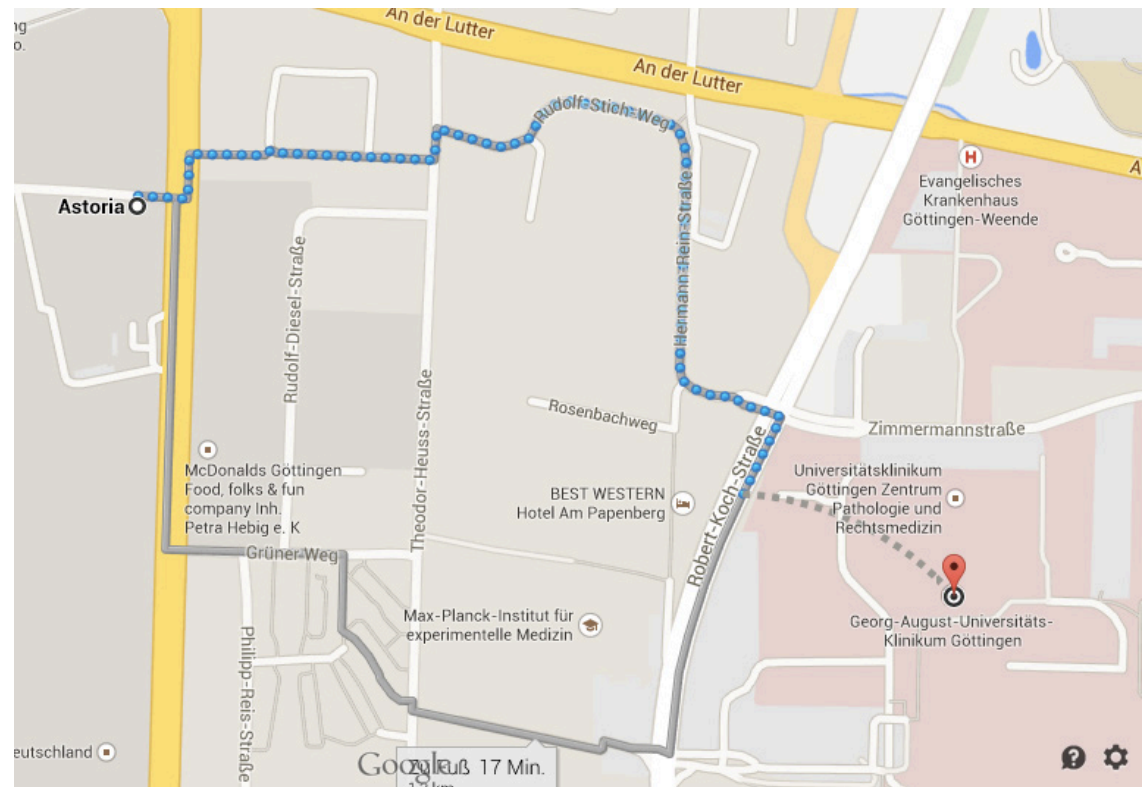 An der Lutter
An der Lutter
Rudolf-Stich-Weg
H
Evangelisches
Krankenhaus
Göttingen-Weende
Astoria
Hermann-Rein-Straße
Rudolf-Diesel-Straße
Theodor-Heuss-Straße
Rosenbachweg
Zimmermannstraße
McDonalds Göttingen
Food, folks & fun
company Inh.
Petra Hebig e. K
BEST WESTERN
Hotel Am Papenberg
Robert-Koch-Straße
Universitätsklinikum
Göttingen Zentrum
Pathologie und
Rechtsmedizin
Grüner Weg
Max-Planck-Institut für
experimentelle Medizin
Georg-August-Universitäts-
Klinikum Göttingen
Philipp-Reis-Straße
eutschland
Google
Zu Fuß 17 Min.
?